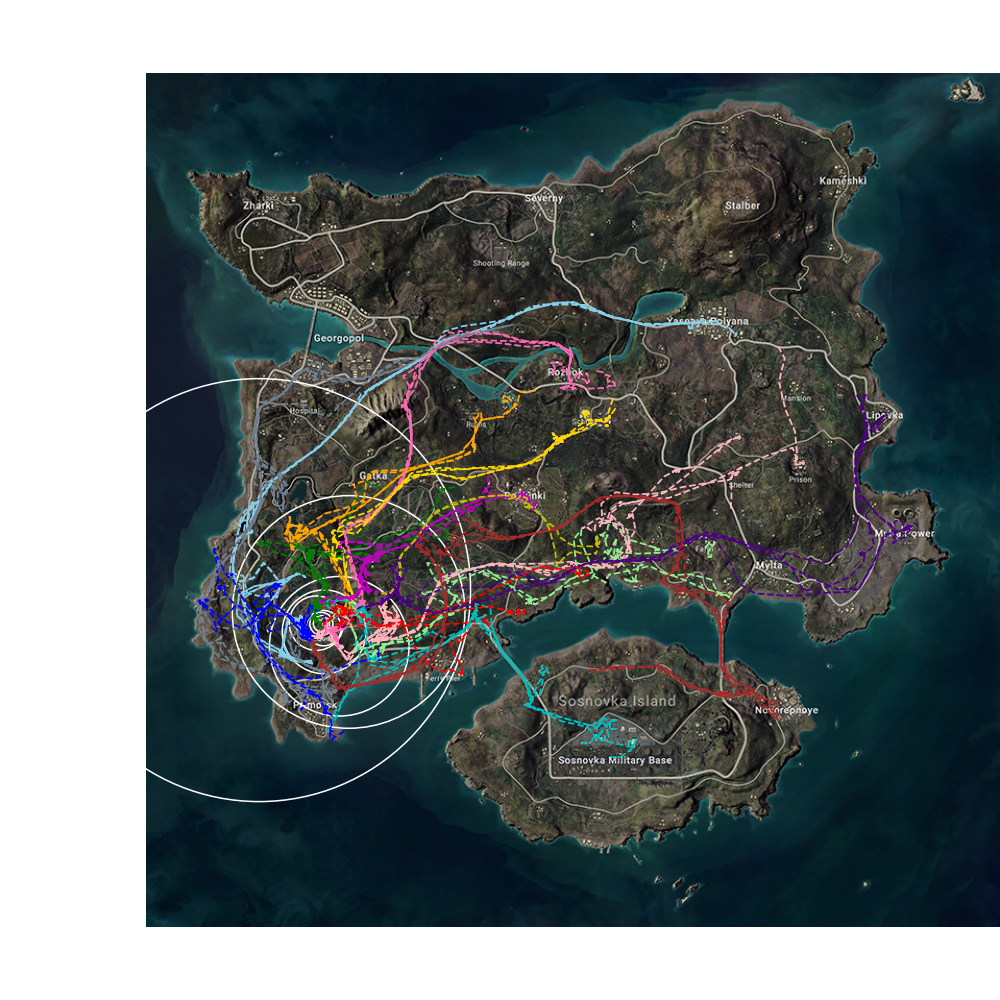 Kameshki
Zharki
Severny
Stalber
Shooting Range
Yasnaya Polyana
Georgopol
Rozhok
Mansion
Hospital
Lipovka
Ruins
School
Gatka
Prison
Shelter
Pochinki
Mylta Power
Mylta
Ferry Pier
Sosnovka Island
Primorsk
Novorepnoye
Sosnovka Military Base